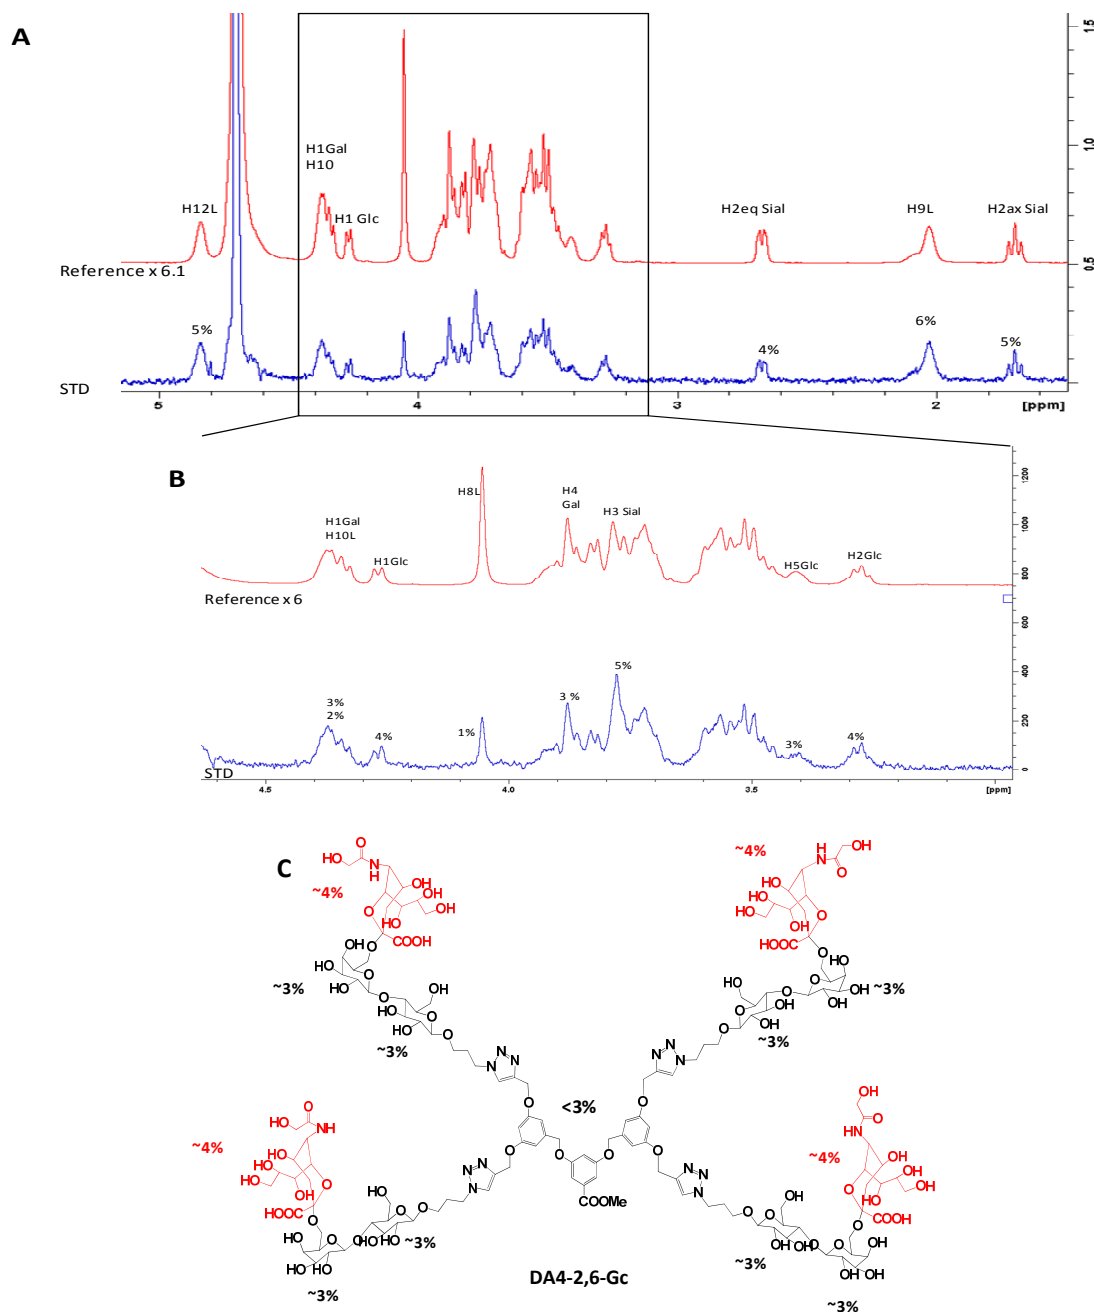 A
1.5
1.0
0.5
0
H12L
H1Gal
H10
H1 Glc
H2eq Sial
H9L
H2ax Sial
Reference x 6.1
5%
4%
6%
5%
STD
5
4
3
2
[ppm]
B
1200
1000
800
600
400
200
0
H1Gal
H10L
H1Glc
H8L
H4
Gal
H3 Sial
H5Glc
H2Glc
Reference x 6
3%
2%
4%
1%
3 %
5%
3%
4%
STD
4.5
4.0
3.5
[ppm]
C
~4%
~4%
~3%
~3%
~3%
~3%
<3%
~4%
~4%
~3%
~3%
~3%
~3%
COOMe
DA4-2,6-Gc